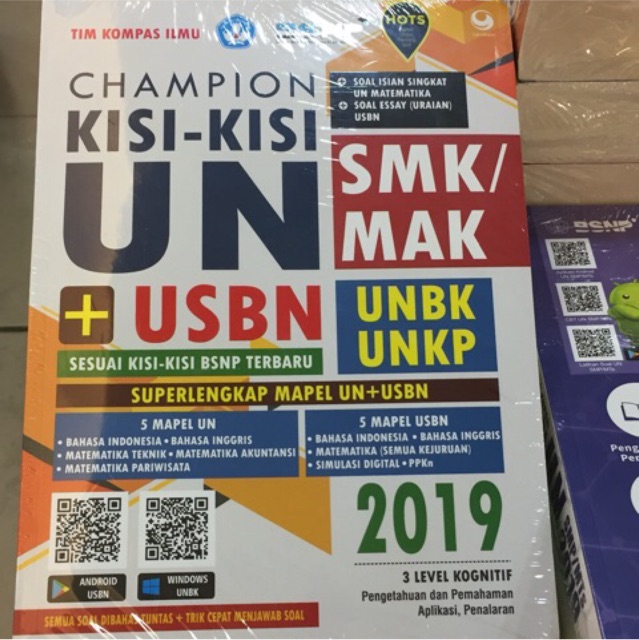 TIM KOMPAS ILMU
HOTS
CHAMPION
KISI-KISI
UN
+ SOAL ISIAN SINGKAT
UN MATEMATIKA
+ SOAL ESSAY (URAIAN)
USBN
SMK/
MAK
+ USBN
UNBK
UNKP
SESUAI KISI-KISI BSNP TERBARU
SUPERLENGKAP MAPEL UN+USBN
5 MAPEL UN
• BAHASA INDONESIA • BAHASA INGGRIS
• MATEMATIKA TEKNIK • MATEMATIKA AKUNTANSI
• MATEMATIKA PARIWISATA
5 MAPEL USBN
• BAHASA INDONESIA • BAHASA INGGRIS
• MATEMATIKA (SEMUA KEJURUAN)
• SIMULASI DIGITAL • PPKn
2019
3 LEVEL KOGNITIF
Pengetahuan dan Pemahaman
Aplikasi, Penalaran
ANDROID
USBN
WINDOWS
UNBK
SEMUA SOAL DIBAHAS TUNTAS + TRIK CEPAT MENJAWAB SOAL